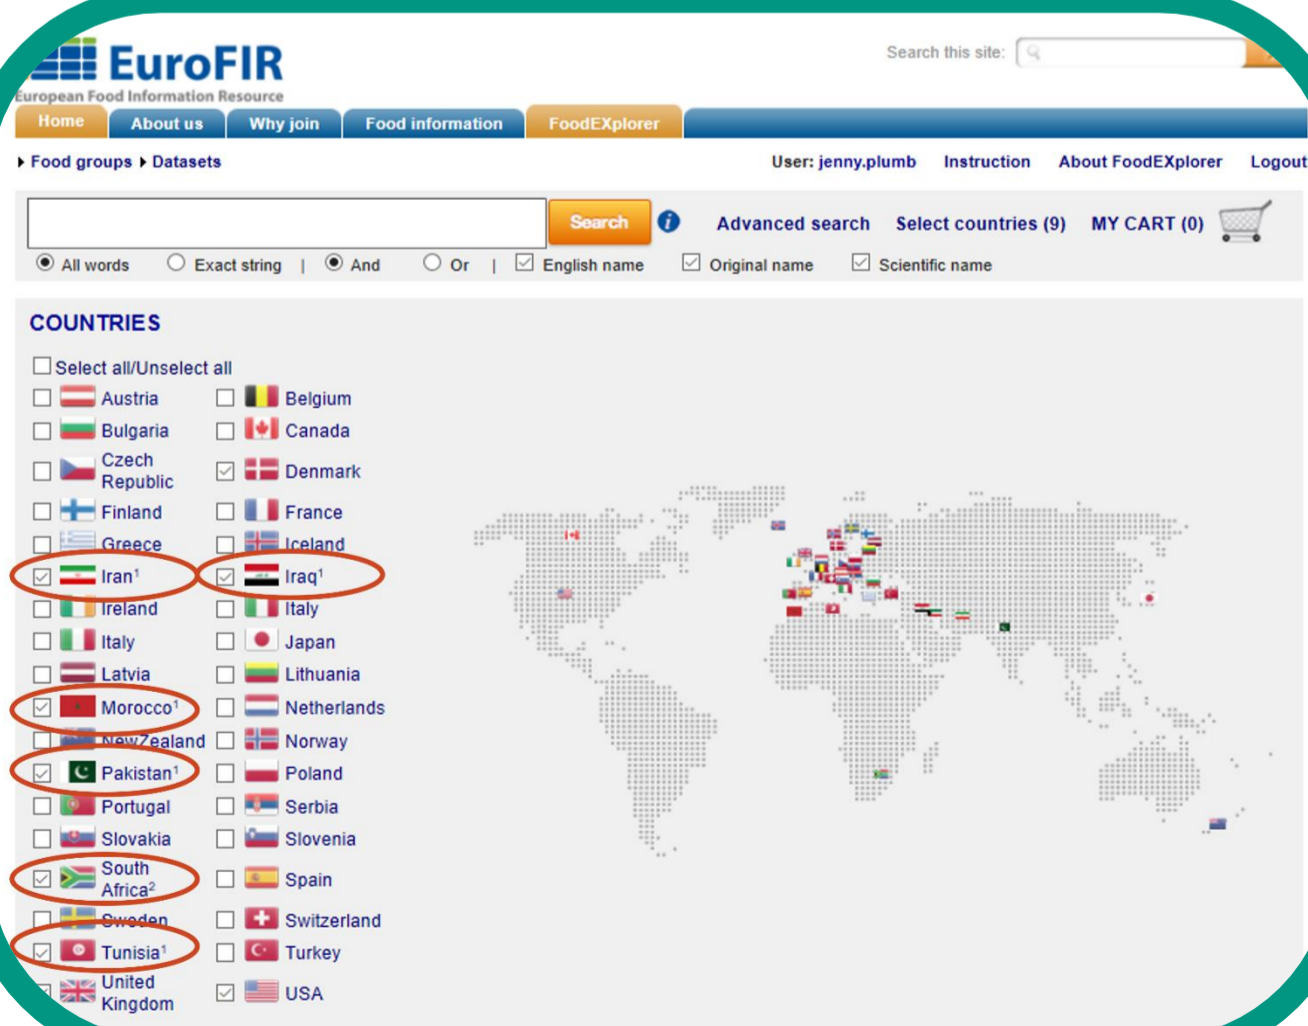 EuroFIR
European Food Information Resource
Search this site:
Home About us Why join Food information FoodEXplorer
Food groups Datasets User: jenny.plumb Instruction About FoodEXplorer Logout
Search i Advanced search Select countries (9) MY CART (0)
All words Exact string | And Or | English name Original name Scientific name
COUNTRIES
Select all/Unselect all
Austria Belgium
Bulgaria Canada
Czech
Republic Denmark
Finland France
Greece Iceland
Iran¹ Iraq¹
Ireland Italy
Italy Japan
Latvia Lithuania
Morocco¹ Netherlands
NewZealand Norway
Pakistan¹ Poland
Portugal Serbia
Slovakia Slovenia
South
Africa² Spain
Sweden Switzerland
Tunisia¹ Turkey
United
Kingdom USA